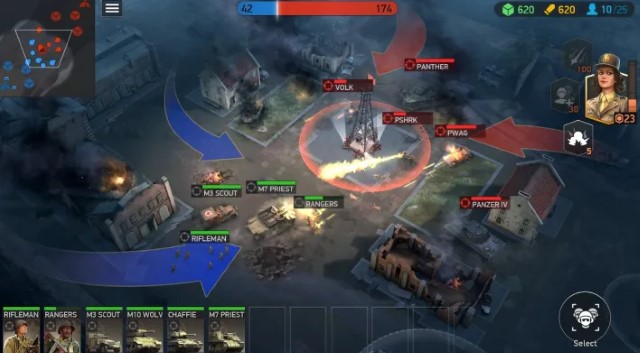 42
174
620
620
10/25
PANTHER
VOLK
100
PSHRK
30
23
PWAG
5
M3 SCOUT
M7 PRIEST
RANGERS
PANZER IV
RIFLEMAN
RIFLEMAN
RANGERS
M3 SCOUT
M10 WOLV
CHAFFIE
M7 PRIEST
Select